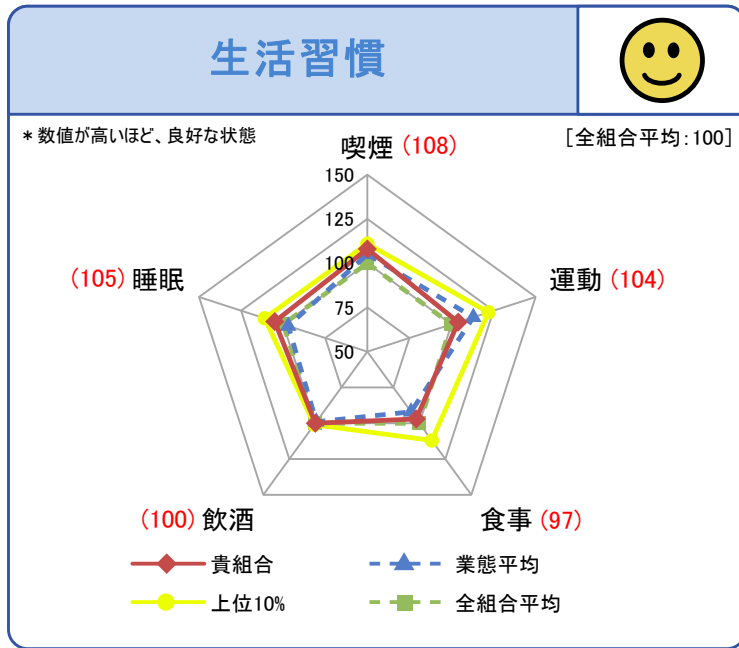 生活習慣
*数値が高いほど、良好な状態
[全組合平均:100]
喫煙 (108)
150
125
100
75
50
(105) 睡眠
運動 (104)
(100) 飲酒
食事 (97)
貴組合
業態平均
上位10%
全組合平均